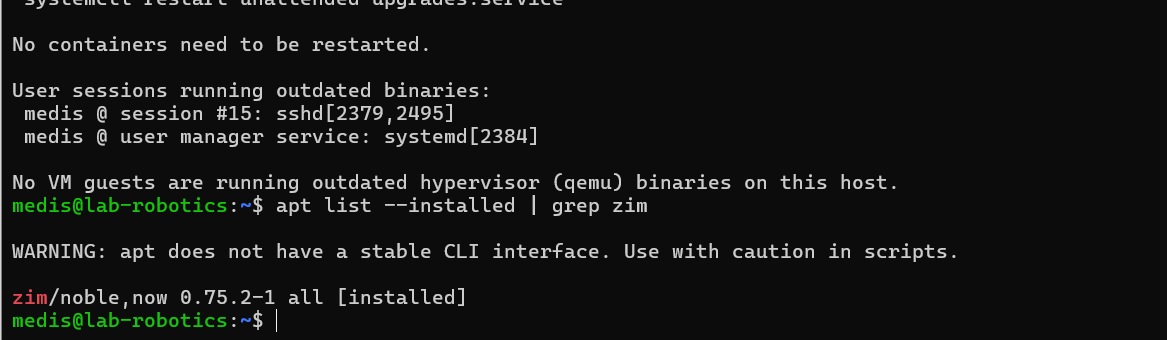 systemctl restart unattended-upgrades.service
No containers need to be restarted.
User sessions running outdated binaries:
medis @ session #15: sshd[2379,2495]
medis @ user manager service: systemd[2384]
No VM guests are running outdated hypervisor (qemu) binaries on this host.
medis@lab-robotics:~$ apt list --installed | grep zim
WARNING: apt does not have a stable CLI interface. Use with caution in scripts.
zim/noble,now 0.75.2-1 all [installed]
medis@lab-robotics:~$